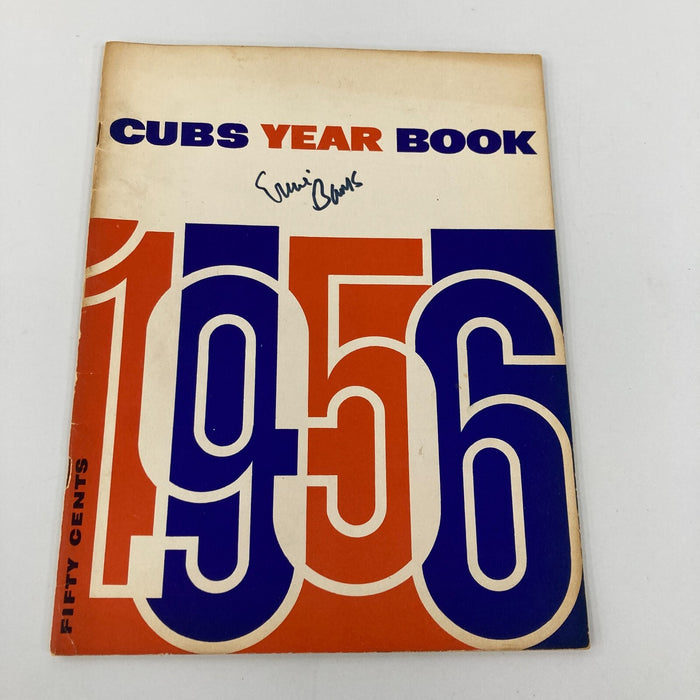 CUBS YEAR BOOK
Ernie Banks
1956
FIFTY CENTS